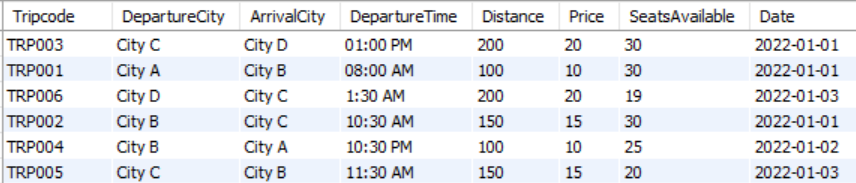 Tripcode DepartureCity ArrivalCity DepartureTime Distance Price SeatsAvailable Date
TRP003 City C City D 01:00 PM 200 20 30 2022-01-01
TRP001 City A City B 08:00 AM 100 10 30 2022-01-01
TRP006 City D City C 1:30 AM 200 20 19 2022-01-03
TRP002 City B City C 10:30 AM 150 15 30 2022-01-01
TRP004 City B City A 10:30 PM 100 10 25 2022-01-02
TRP005 City C City B 11:30 AM 150 15 20 2022-01-03